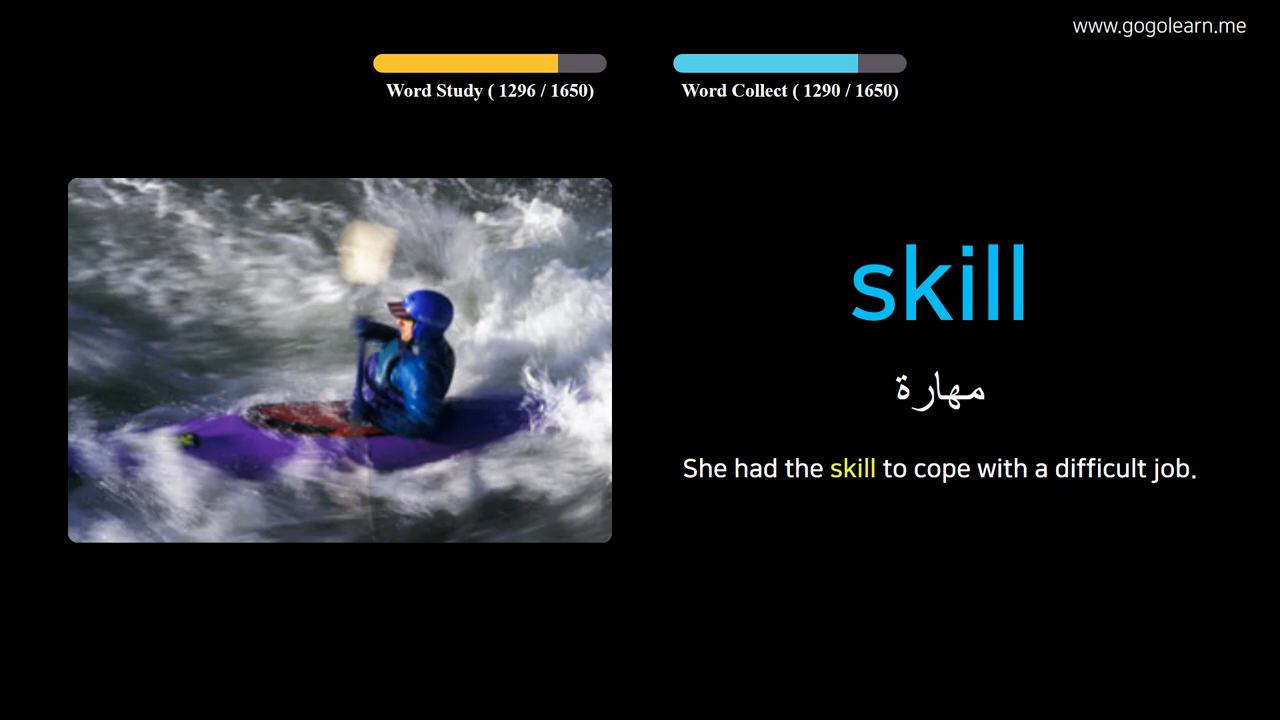 www.gogolearn.me
Word Study ( 1296 / 1650)
Word Collect ( 1290 / 1650)
skill
مهارة
She had the skill to cope with a difficult job.